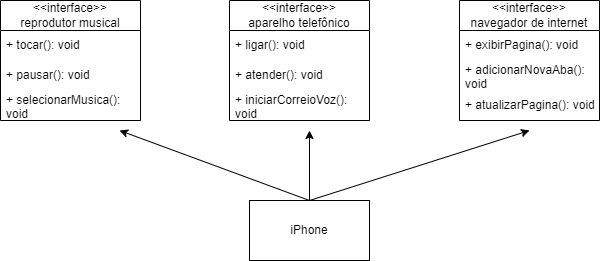 <<interface>>
reprodutor musical
+ tocar(): void
+ pausar(): void
+ selecionarMusica():
void
<<interface>>
aparelho telefônico
+ ligar(): void
+ atender(): void
+ iniciarCorreioVoz():
void
<<interface>>
navegador de internet
+ exibirPagina(): void
+ adicionarNovaAba():
void
+ atualizarPagina(): void
iPhone